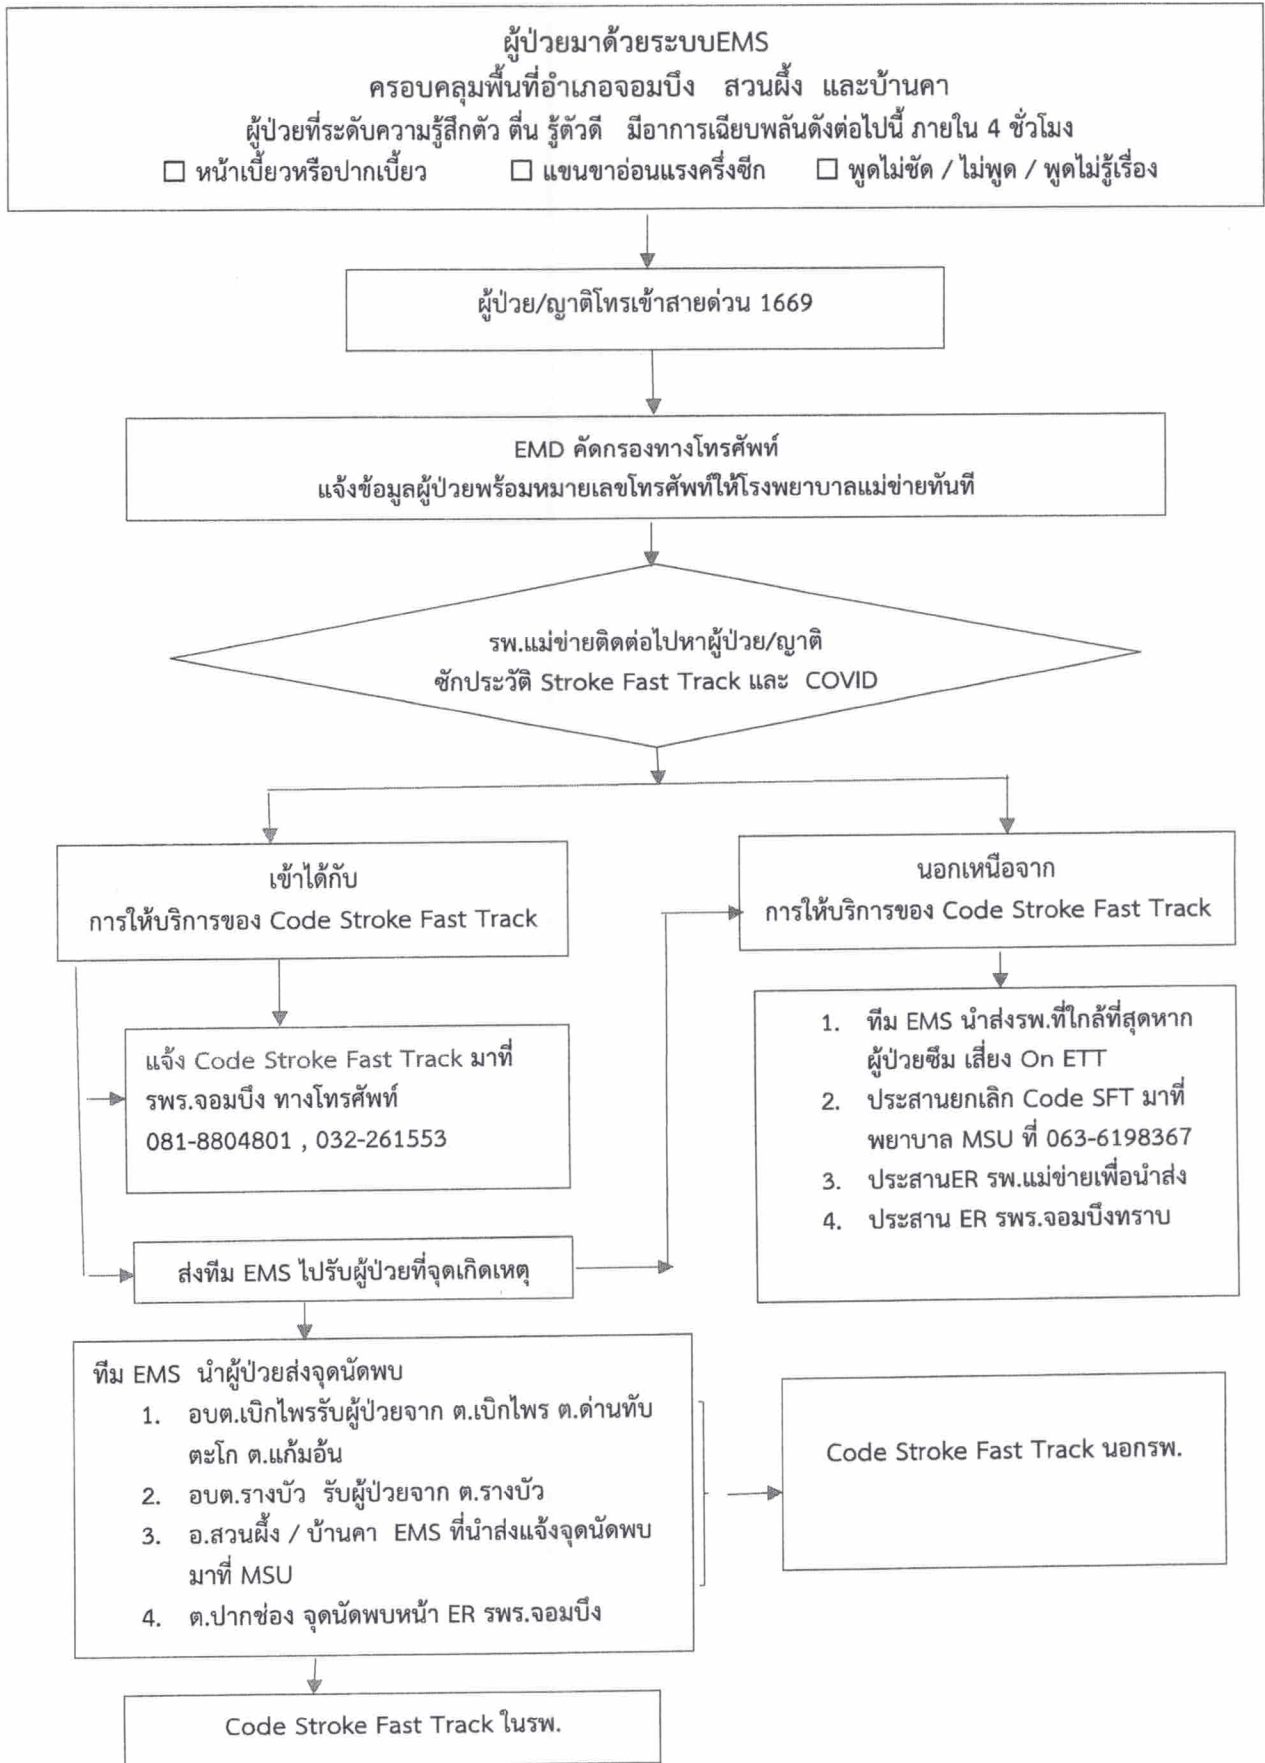 ผู้ป่วยมาด้วยระบบEMS
ครอบคลุมพื้นที่อำเภอจอมบึง สวนผึ้ง และบ้านคา
ผู้ป่วยที่ระดับความรู้สึกตัว ตื่น รู้ตัวดี มีอาการเฉียบพลันดังต่อไปนี้ ภายใน 4 ชั่วโมง
☐ หน้าเบี้ยวหรือปากเบี้ยว ☐ แขนขาอ่อนแรงครึ่งซีก ☐ พูดไม่ชัด / ไม่พูด / พูดไม่รู้เรื่อง
ผู้ป่วย/ญาติโทรเข้าสายด่วน 1669
EMD คัดกรองทางโทรศัพท์
แจ้งข้อมูลผู้ป่วยพร้อมหมายเลขโทรศัพท์ให้โรงพยาบาลแม่ข่ายทันที
รพ.แม่ข่ายติดต่อไปหาผู้ป่วย/ญาติ
ซักประวัติ Stroke Fast Track และ COVID
เข้าได้กับ
การให้บริการของ Code Stroke Fast Track
นอกเหนือจาก
การให้บริการของ Code Stroke Fast Track
แจ้ง Code Stroke Fast Track มาที่
รพร.จอมบึง ทางโทรศัพท์
081-8804801 , 032-261553
1. ทีม EMS นำส่งรพ.ที่ใกล้ที่สุดหาก
ผู้ป่วยซึม เสี่ยง On ETT
2. ประสานยกเลิก Code SFT มาที่
พยาบาล MSU ที่ 063-6198367
3. ประสานER รพ.แม่ข่ายเพื่อนำส่ง
4. ประสาน ER รพร.จอมบึงทราบ
ส่งทีม EMS ไปรับผู้ป่วยที่จุดเกิดเหตุ
ทีม EMS นำผู้ป่วยส่งจุดนัดพบ
1. อบต.เบิกไพรรับผู้ป่วยจาก ต.เบิกไพร ต.ด่านทับ
ตะโก ต.แก้มอ้น
2. อบต.รางบัว รับผู้ป่วยจาก ต.รางบัว
3. อ.สวนผึ้ง / บ้านคา EMS ที่นำส่งแจ้งจุดนัดพบ
มาที่ MSU
4. ต.ปากช่อง จุดนัดพบหน้า ER รพร.จอมบึง
Code Stroke Fast Track นอกรพ.
Code Stroke Fast Track ในรพ.